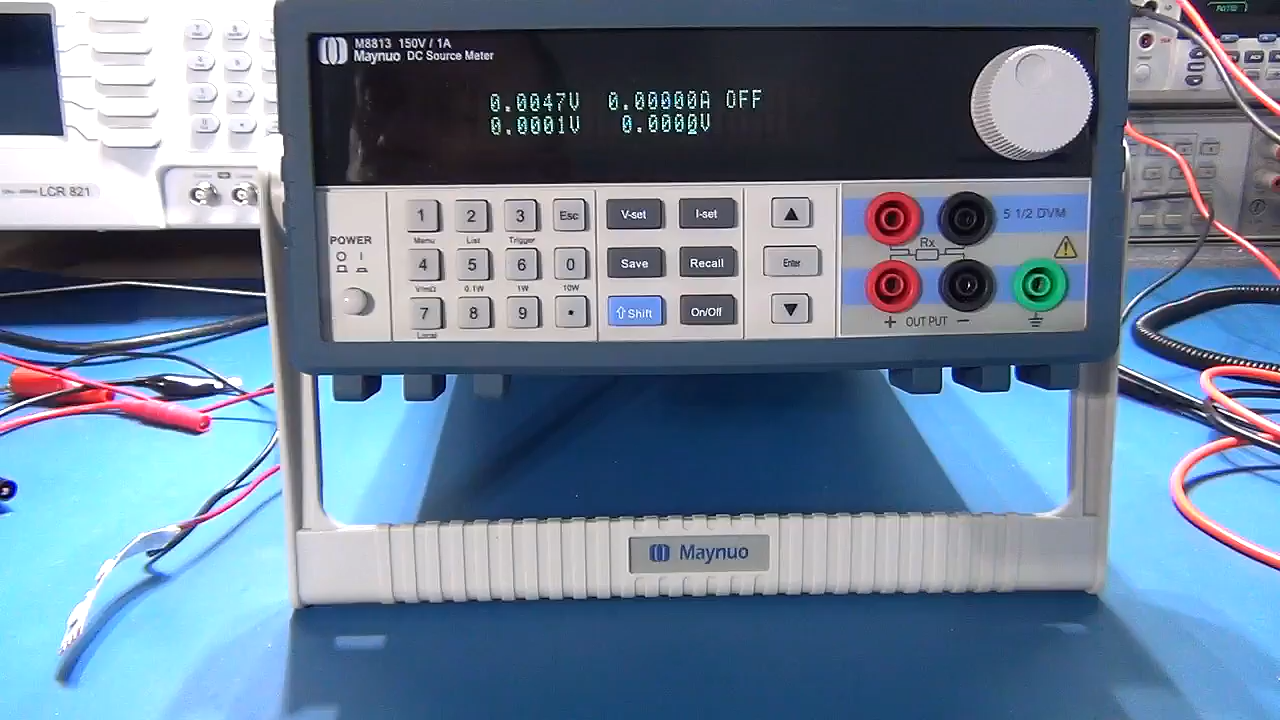 M8813 150V / 1A
Maynuo DC Source Meter
0.0047V 0.00000A OFF
0.0001V 0.0000V
LCR 821
POWER
O I
1 2 3 Esc
Menu List Trigger
4 5 6 0
V/mΩ 0.1W 1W 10W
7 8 9 •
Local
V-set I-set
Save Recall
⇧Shift On/Off
▲
Enter
▼
5 1/2 DVM
Rx
+ OUT PUT −
Maynuo